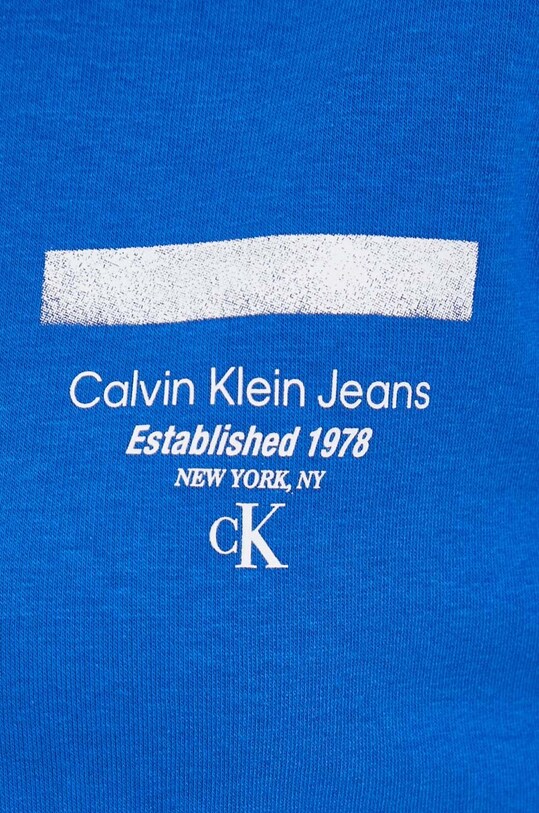 Calvin Klein Jeans
Established 1978
NEW YORK, NY
CK